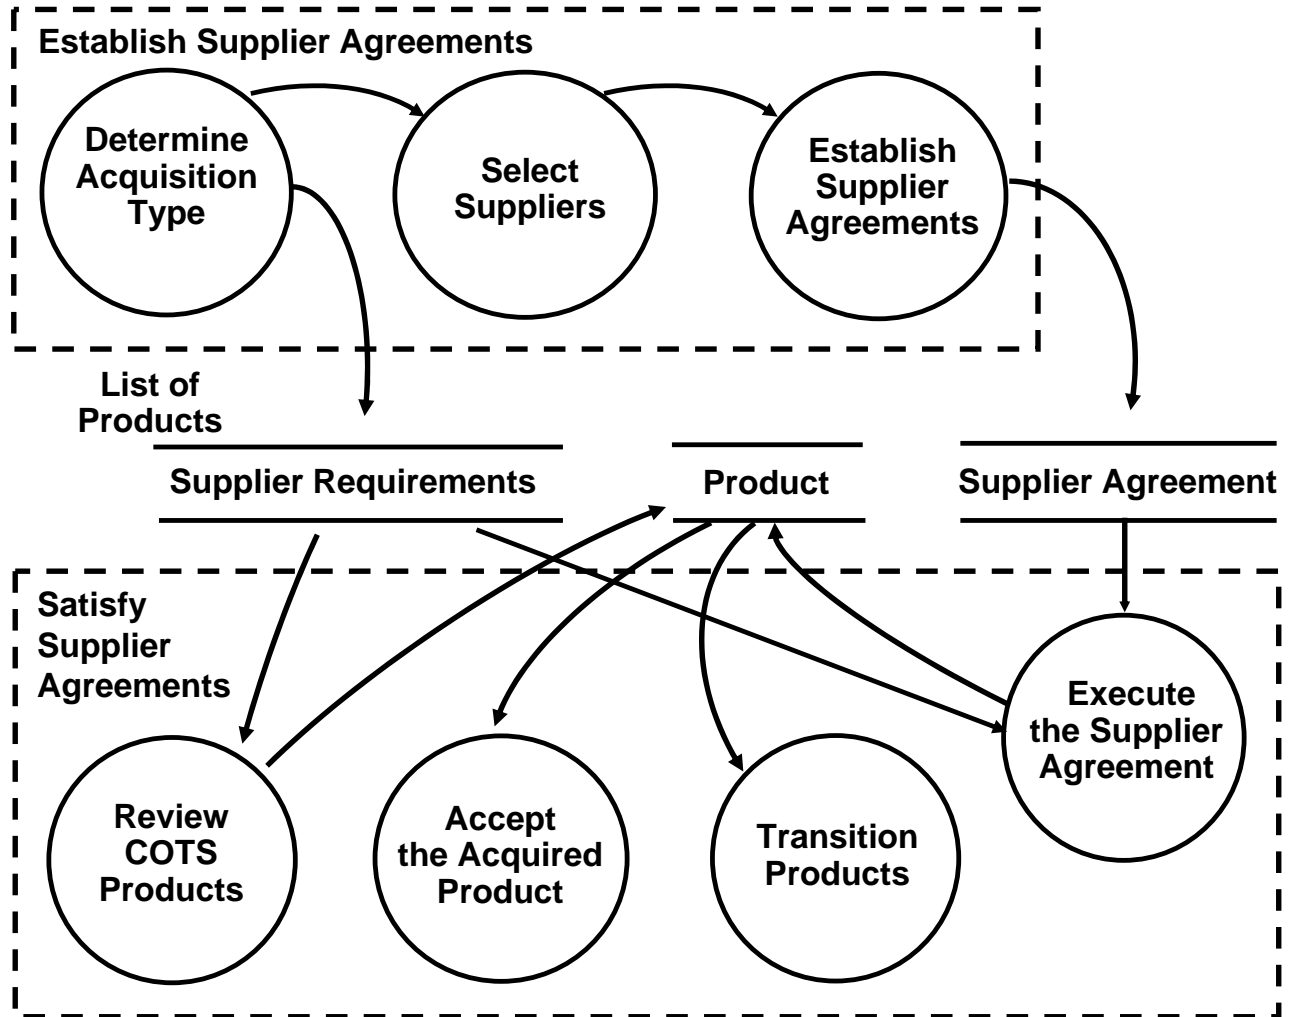 Establish Supplier Agreements
Determine
Acquisition
Type
Select
Suppliers
Establish
Supplier
Agreements
List of
Products
Supplier Requirements
Product
Supplier Agreement
Satisfy
Supplier
Agreements
Execute
the Supplier
Agreement
Review
COTS
Products
Accept
the Acquired
Product
Transition
Products